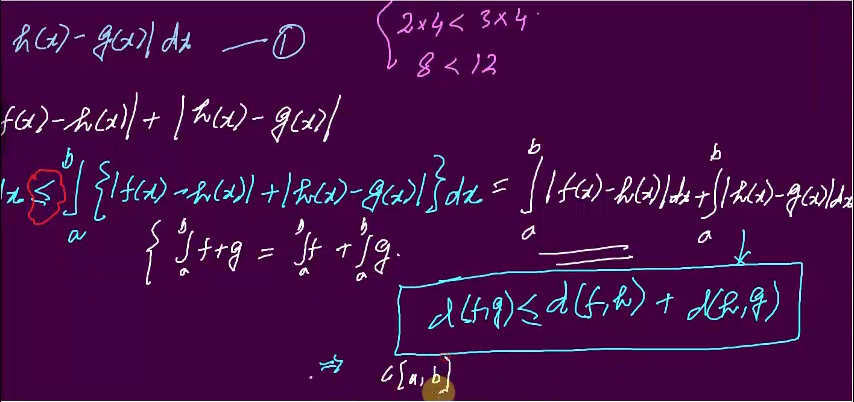 h(x) - g(x)| dx — ①
{ 2 × 4 < 3 × 4.
8 < 12
f(x) - h(x)| + |h(x) - g(x)|
|x ≤ ∫_a^b {|f(x) - h(x)| + |h(x) - g(x)|} dx = ∫_a^b |f(x) - h(x)| dx + ∫_a^b |h(x) - g(x)| dx
{ ∫_a^b f + g = ∫_a^b f + ∫_a^b g.
d(f,g) ≤ d(f,h) + d(h,g)
⇒ C[a,b]